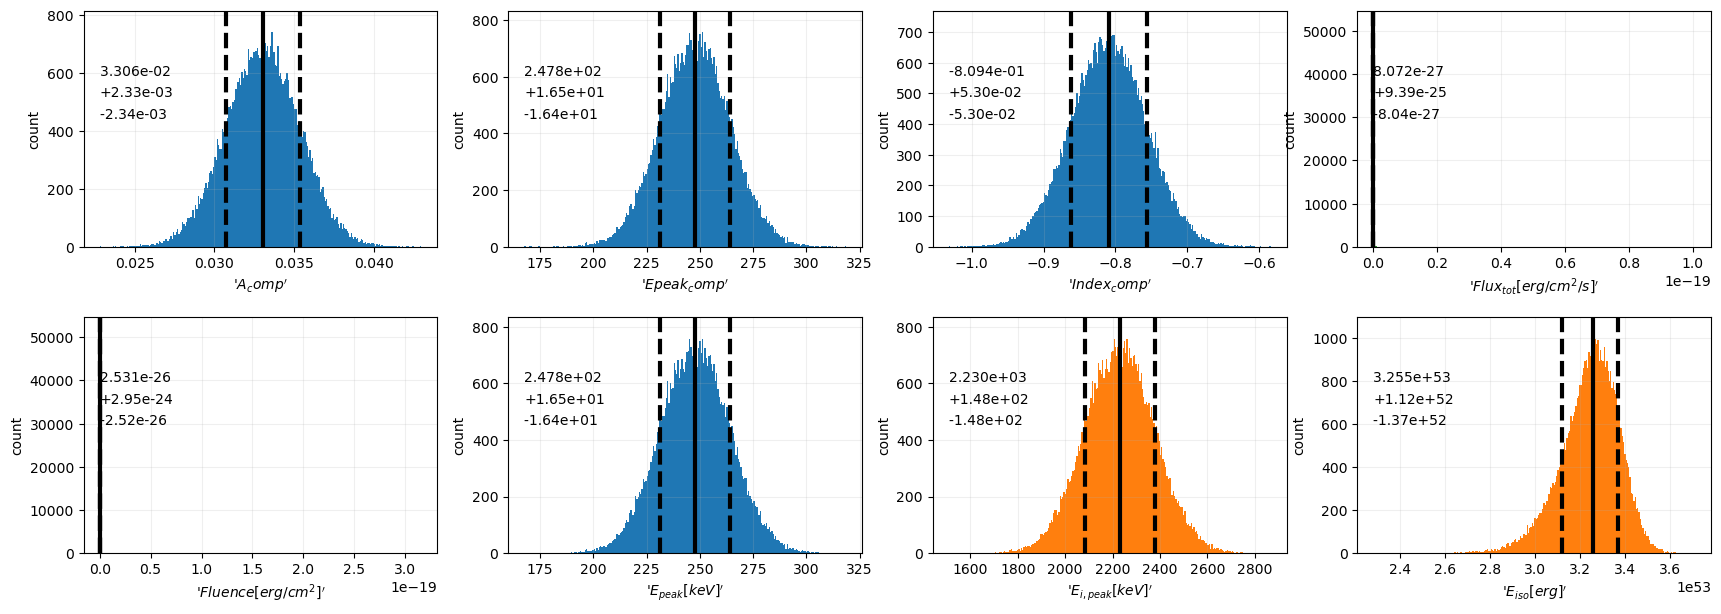 800
600
400
200
0
count
3.306e-02
+2.33e-03
-2.34e-03
0.025
0.030
0.035
0.040
'A_comp'
800
600
400
200
0
count
2.478e+02
+1.65e+01
-1.64e+01
175
200
225
250
275
300
325
'Epeak_comp'
700
600
500
400
300
200
100
0
count
-8.094e-01
+5.30e-02
-5.30e-02
−1.0
−0.9
−0.8
−0.7
−0.6
'Index_comp'
50000
40000
30000
20000
10000
0
count
8.072e-27
+9.39e-25
-8.04e-27
0.0
0.2
0.4
0.6
0.8
1.0
1e−19
'Flux_tot[erg/cm²/s]'
50000
40000
30000
20000
10000
0
count
2.531e-26
+2.95e-24
-2.52e-26
0.0
0.5
1.0
1.5
2.0
2.5
3.0
1e−19
'Fluence[erg/cm²]'
800
600
400
200
0
count
2.478e+02
+1.65e+01
-1.64e+01
175
200
225
250
275
300
325
'E_peak[keV]'
800
600
400
200
0
count
2.230e+03
+1.48e+02
-1.48e+02
1600
1800
2000
2200
2400
2600
2800
'E_i,peak[keV]'
1000
800
600
400
200
0
count
3.255e+53
+1.12e+52
-1.37e+52
2.4
2.8
3.2
3.6
1e53
'E_iso[erg]'